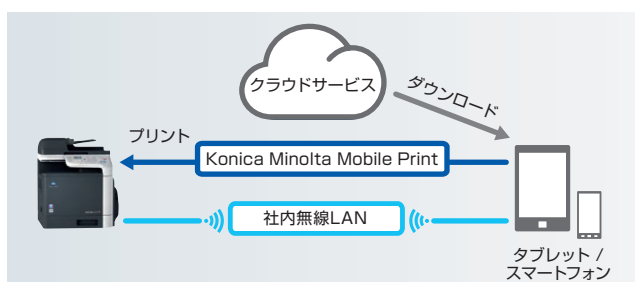 クラウドサービス
ダウンロード
プリント
Konica Minolta Mobile Print
社内無線LAN
タブレット /
スマートフォン